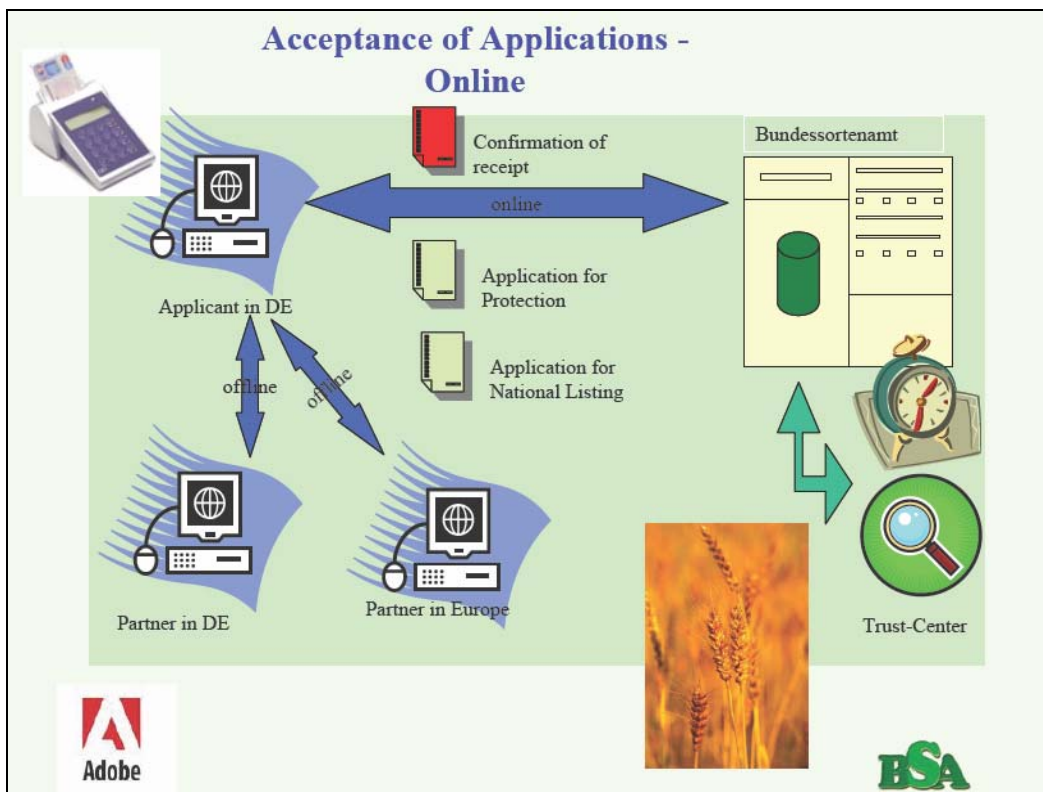 Acceptance of Applications -
Online
Confirmation of
receipt
Bundessortenamt
online
Application for
Protection
Applicant in DE
Application for
National Listing
offline
offline
Partner in DE
Partner in Europe
Trust-Center
Adobe
BSA